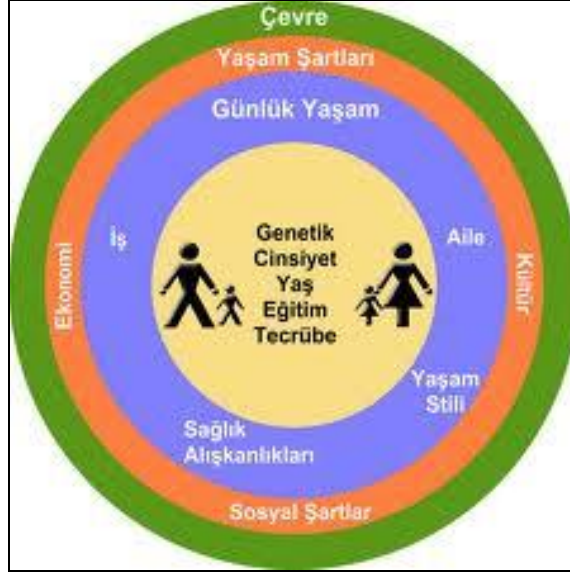 Çevre
Yaşam Şartları
Günlük Yaşam
İş
Aile
Genetik
Cinsiyet
Yaş
Eğitim
Tecrübe
Ekonomi
Kültür
Yaşam
Stili
Sağlık
Alışkanlıkları
Sosyal Şartlar